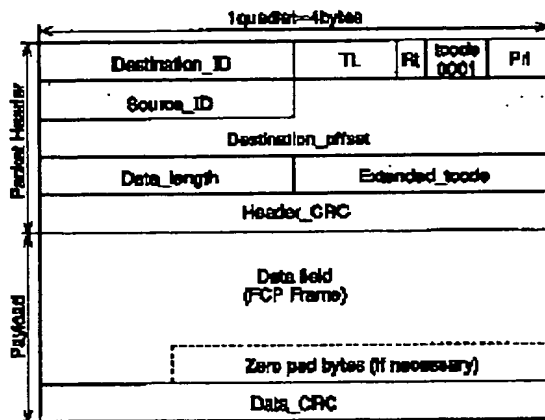 1quadlet=4bytes
Packet Header
Destination_ID
TL
Rt
tcode
0001
Pri
Source_ID
Destination_offset
Data_length
Extended_tcode
Header_CRC
Payload
Data field
(FCP Frame)
Zero pad bytes (if necessary)
Data_CRC